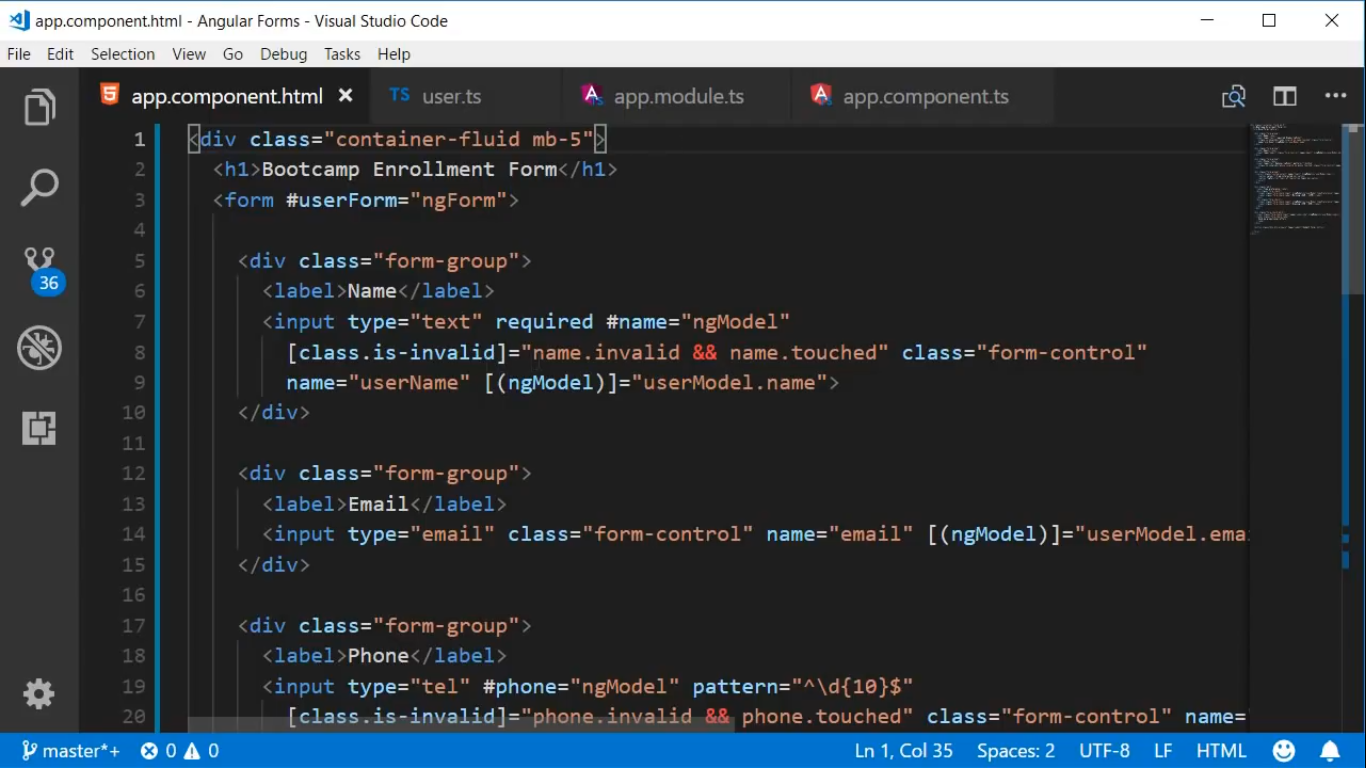 app.component.html - Angular Forms - Visual Studio Code
File Edit Selection View Go Debug Tasks Help
app.component.html TS user.ts app.module.ts app.component.ts
1 <div class="container-fluid mb-5">
2 <h1>Bootcamp Enrollment Form</h1>
3 <form #userForm="ngForm">
4
5 <div class="form-group">
6 <label>Name</label>
7 <input type="text" required #name="ngModel"
8 [class.is-invalid]="name.invalid && name.touched" class="form-control"
9 name="userName" [(ngModel)]="userModel.name">
10 </div>
11
12 <div class="form-group">
13 <label>Email</label>
14 <input type="email" class="form-control" name="email" [(ngModel)]="userModel.emai
15 </div>
16
17 <div class="form-group">
18 <label>Phone</label>
19 <input type="tel" #phone="ngModel" pattern="^\d{10}$"
20 [class.is-invalid]="phone.invalid && phone.touched" class="form-control" name="
36
master*+ 0 0 Ln 1, Col 35 Spaces: 2 UTF-8 LF HTML